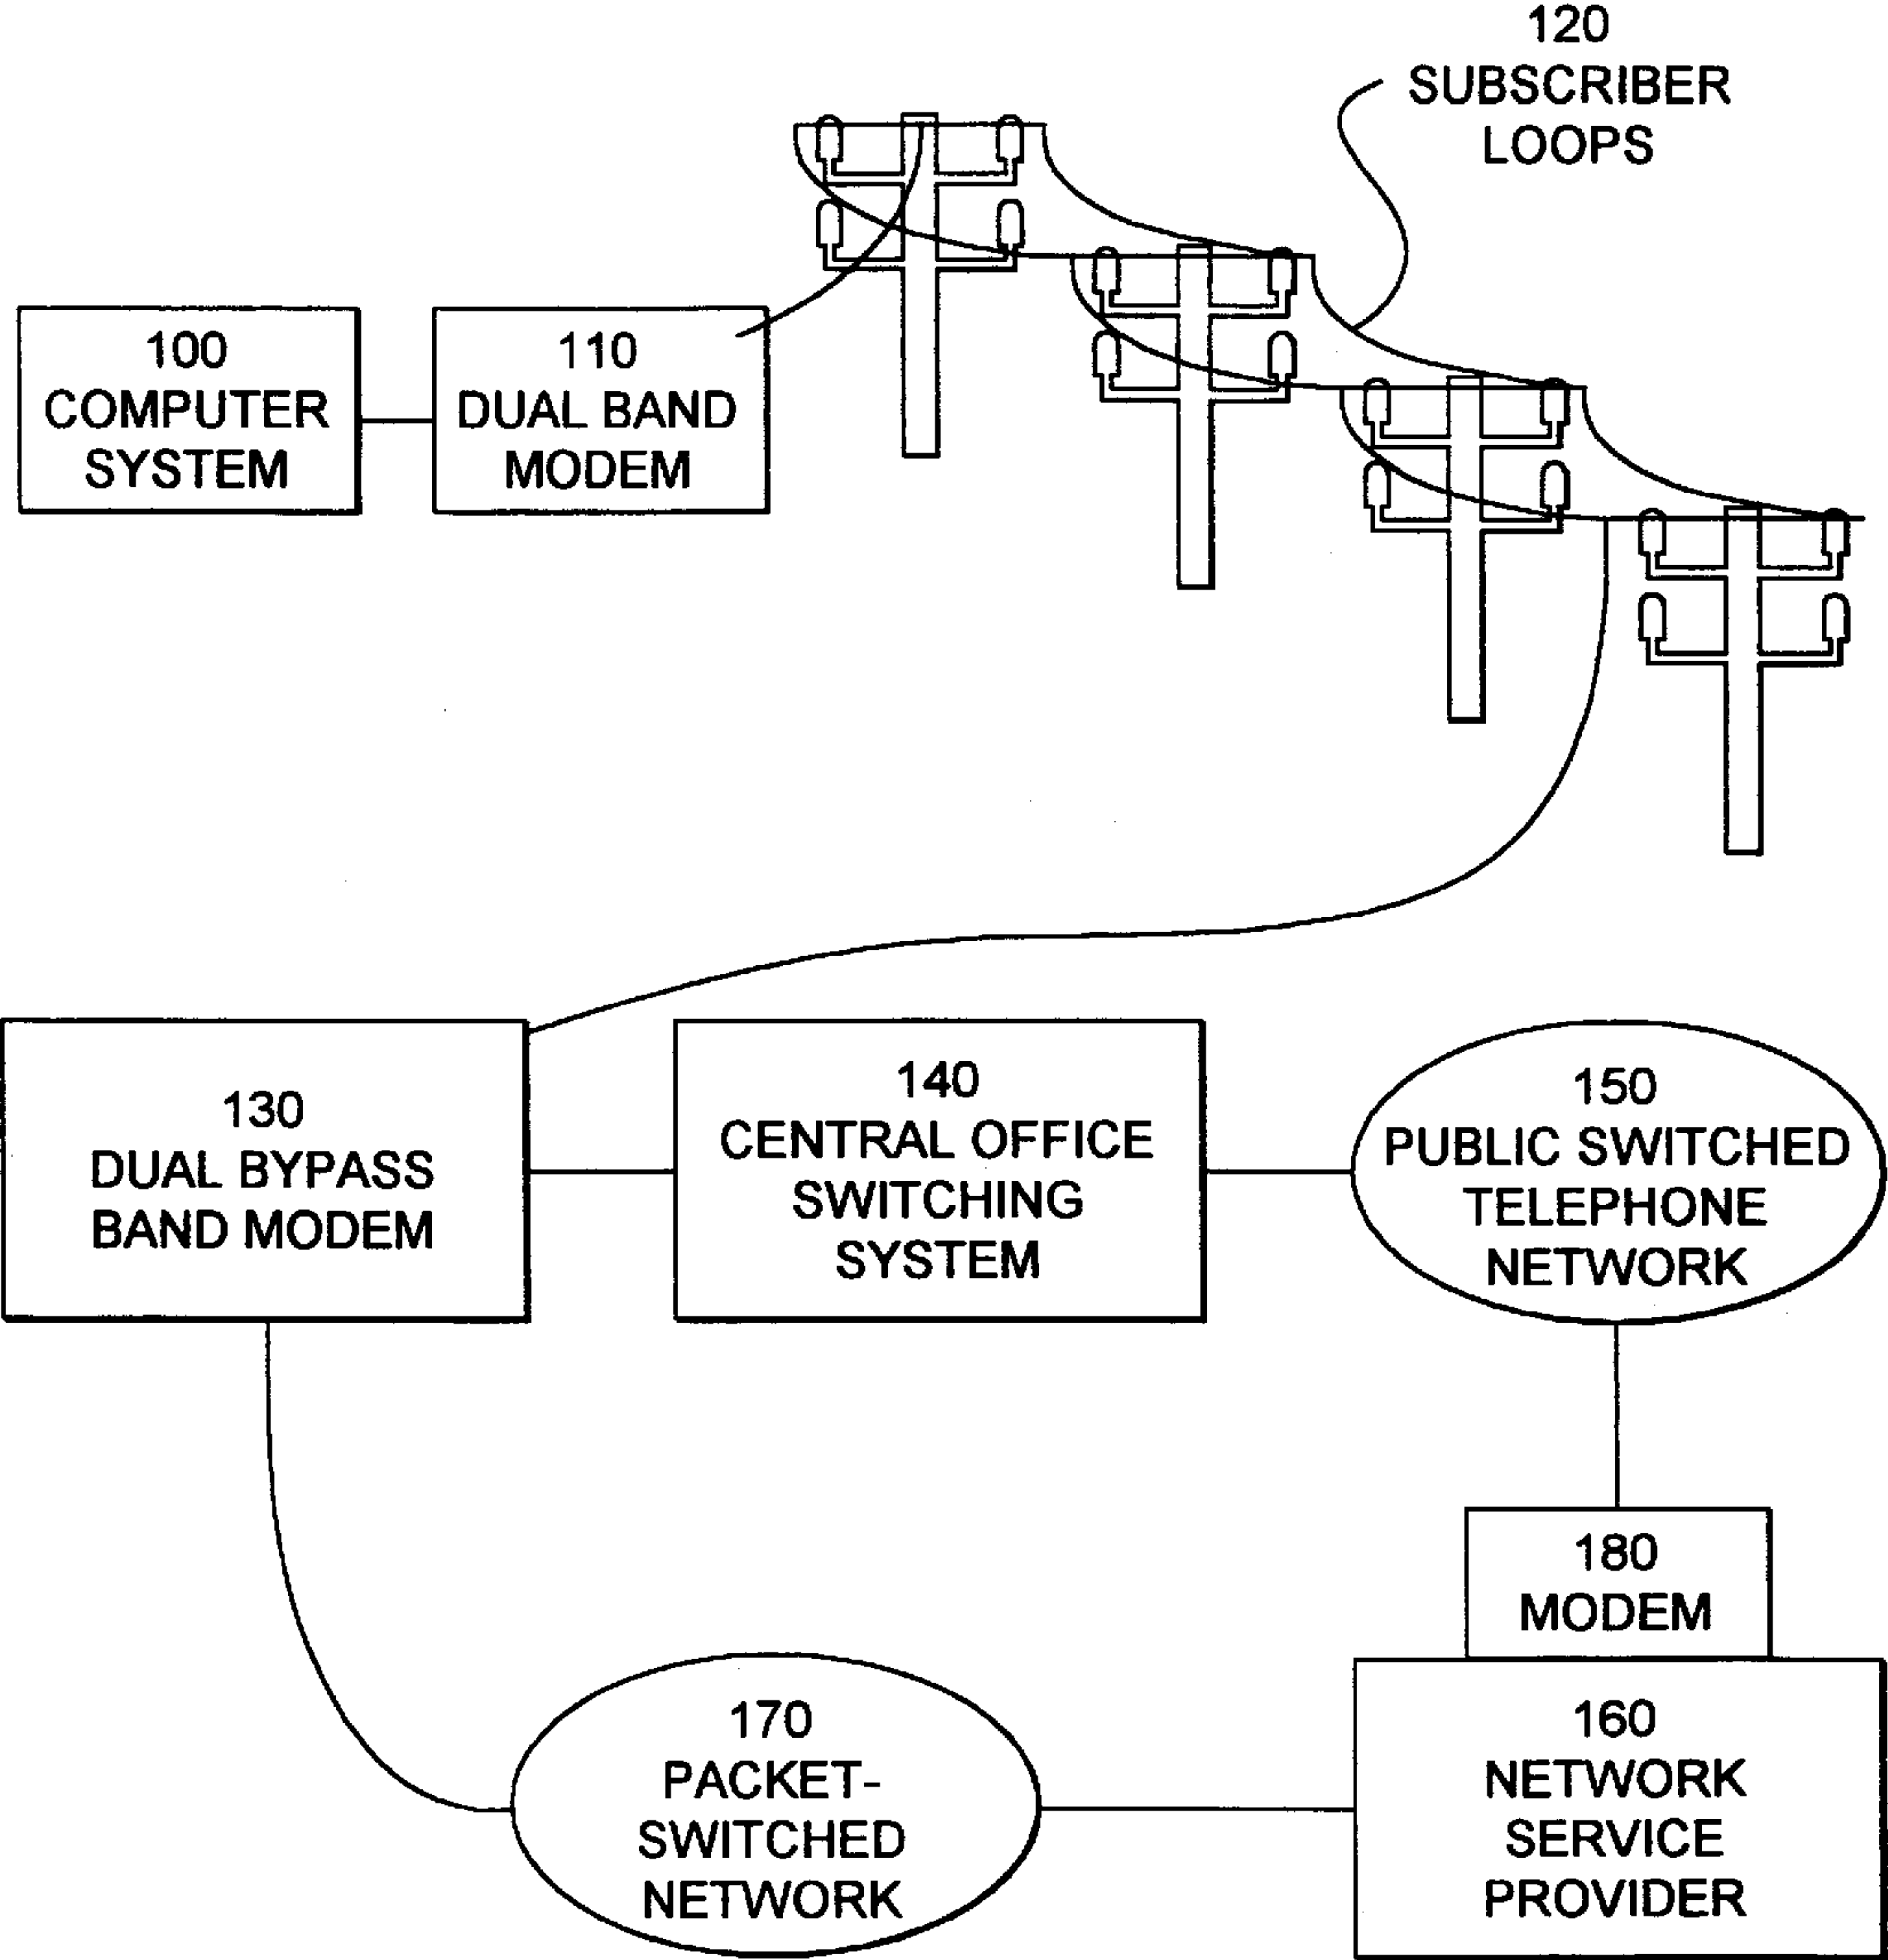 120
SUBSCRIBER
LOOPS
100
COMPUTER
SYSTEM
110
DUAL BAND
MODEM
130
DUAL BYPASS
BAND MODEM
140
CENTRAL OFFICE
SWITCHING
SYSTEM
150
PUBLIC SWITCHED
TELEPHONE
NETWORK
180
MODEM
170
PACKET-
SWITCHED
NETWORK
160
NETWORK
SERVICE
PROVIDER